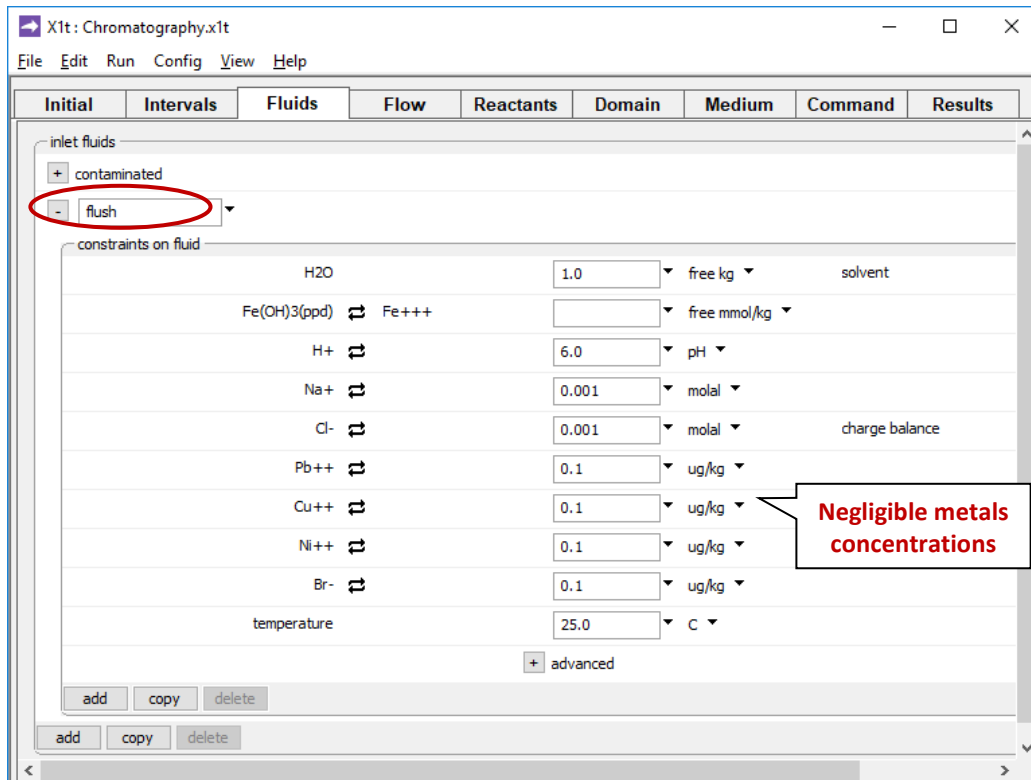 X1t : Chromatography.x1t
File Edit Run Config View Help
Initial Intervals Fluids Flow Reactants Domain Medium Command Results
inlet fluids
+ contaminated
- flush
constraints on fluid
H2O 1.0 free kg solvent
Fe(OH)3(ppd) Fe+++ free mmol/kg
H+ 6.0 pH
Na+ 0.001 molal
Cl- 0.001 molal charge balance
Pb++ 0.1 ug/kg
Cu++ 0.1 ug/kg
Negligible metals
concentrations
Ni++ 0.1 ug/kg
Br- 0.1 ug/kg
temperature 25.0 C
+ advanced
add copy delete
add copy delete